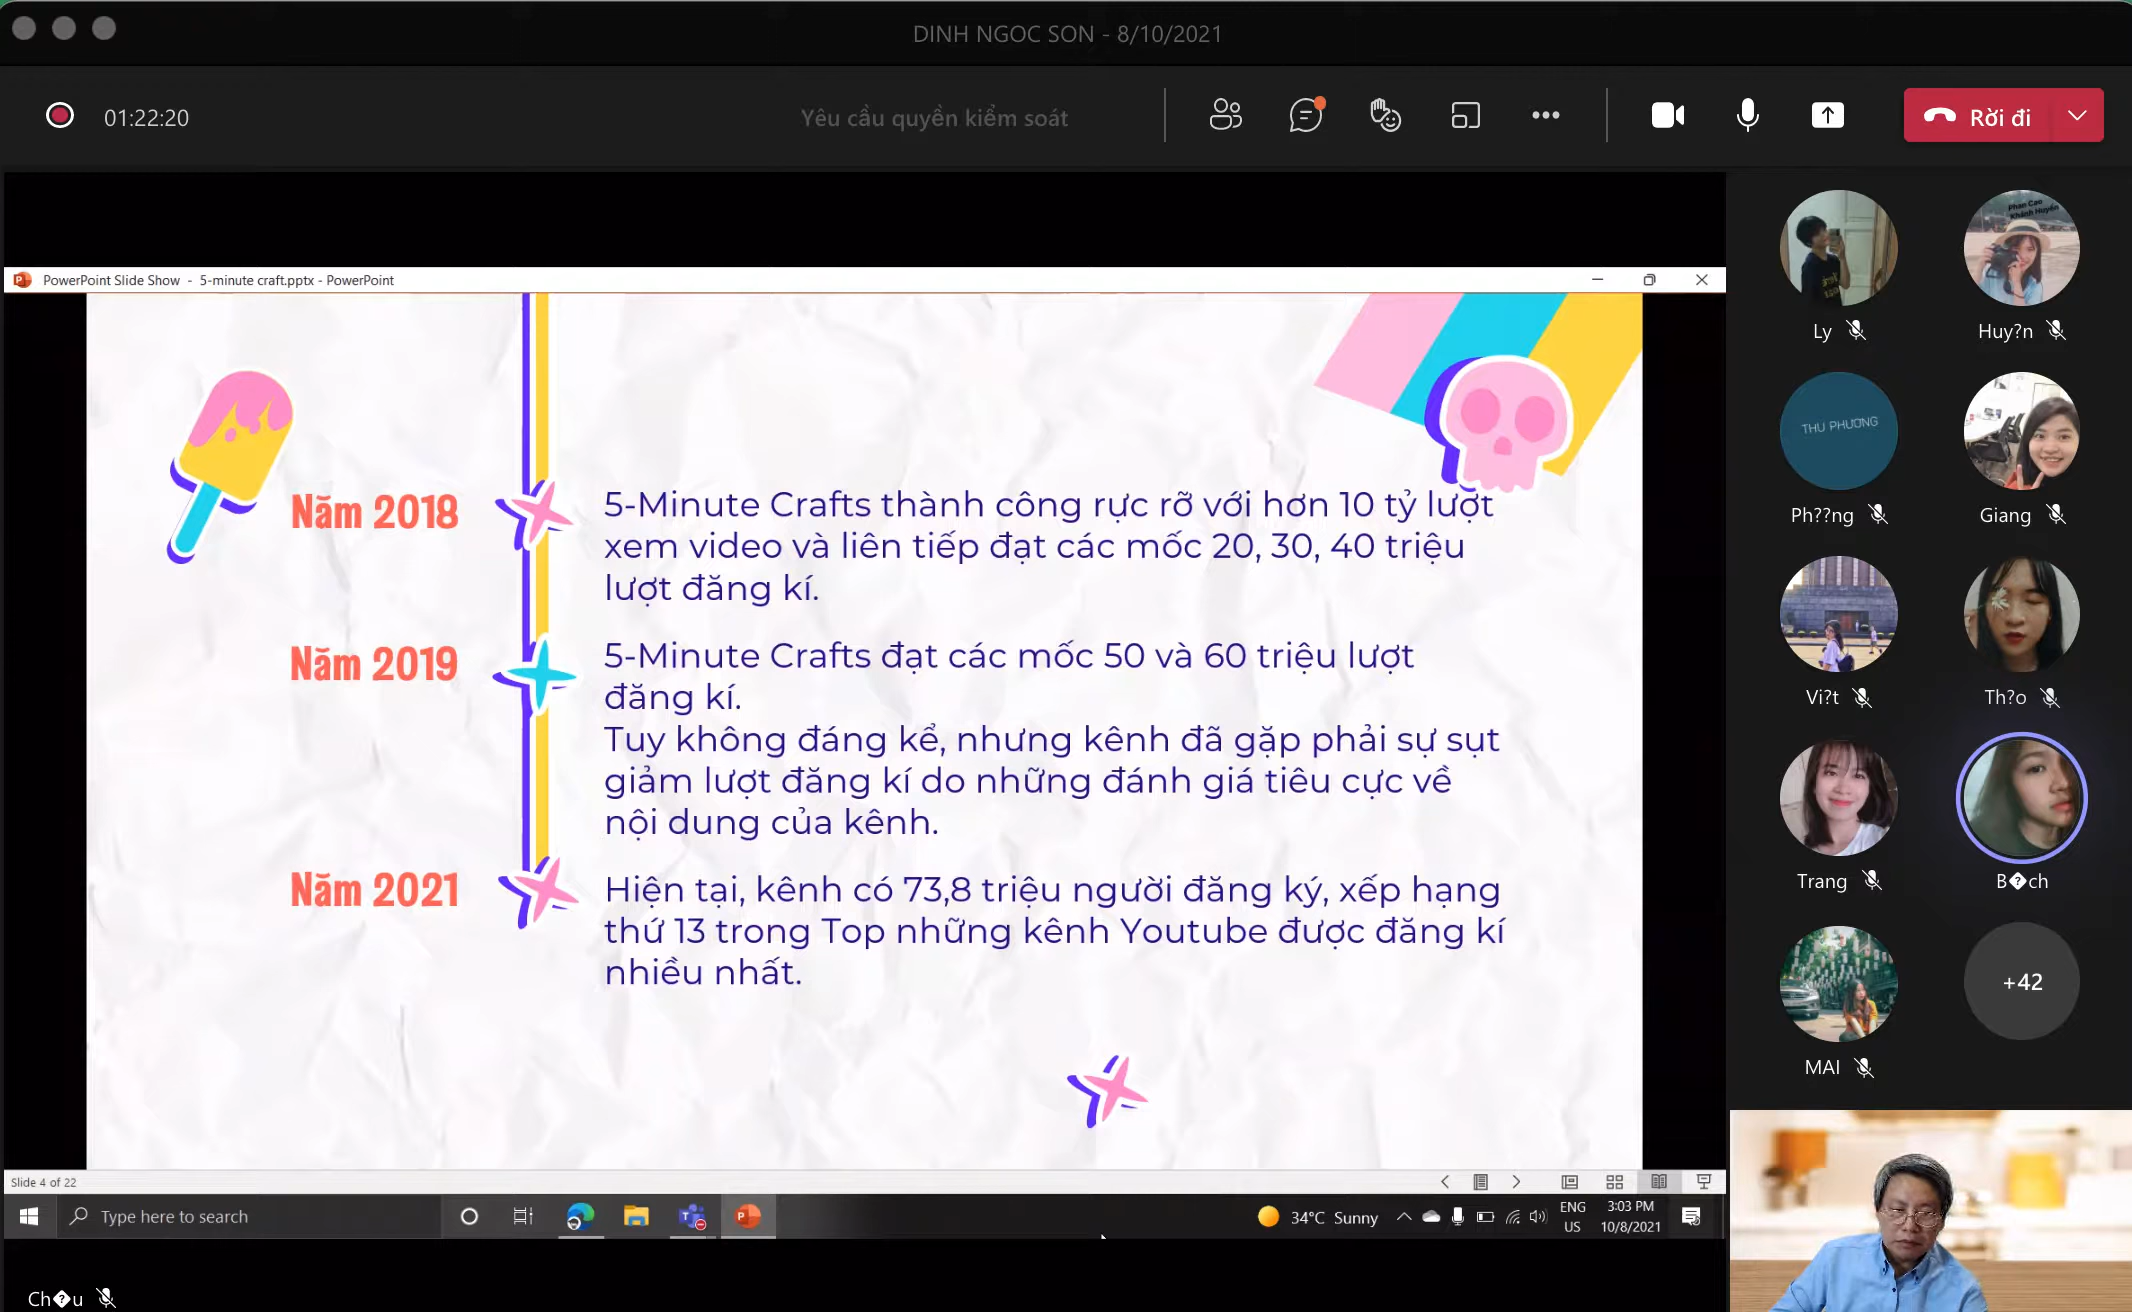 DINH NGOC SON - 8/10/2021
01:22:20
Yêu cầu quyền kiểm soát
Rời đi
PowerPoint Slide Show - 5-minute craft.pptx - PowerPoint
Năm 2018
5-Minute Crafts thành công rực rỡ với hơn 10 tỷ lượt
xem video và liên tiếp đạt các mốc 20, 30, 40 triệu
lượt đăng kí.
Năm 2019
5-Minute Crafts đạt các mốc 50 và 60 triệu lượt
đăng kí.
Tuy không đáng kể, nhưng kênh đã gặp phải sự sụt
giảm lượt đăng kí do những đánh giá tiêu cực về
nội dung của kênh.
Năm 2021
Hiện tại, kênh có 73,8 triệu người đăng ký, xếp hạng
thứ 13 trong Top những kênh Youtube được đăng kí
nhiều nhất.
Slide 4 of 22
Type here to search
34°C Sunny
ENG
US
3:03 PM
10/8/2021
Ch�u
Phan Cao
Khánh Huyền
Ly
Huy?n
THU PHƯƠNG
Ph??ng
Giang
Vi?t
Th?o
Trang
B�ch
MAI
+42